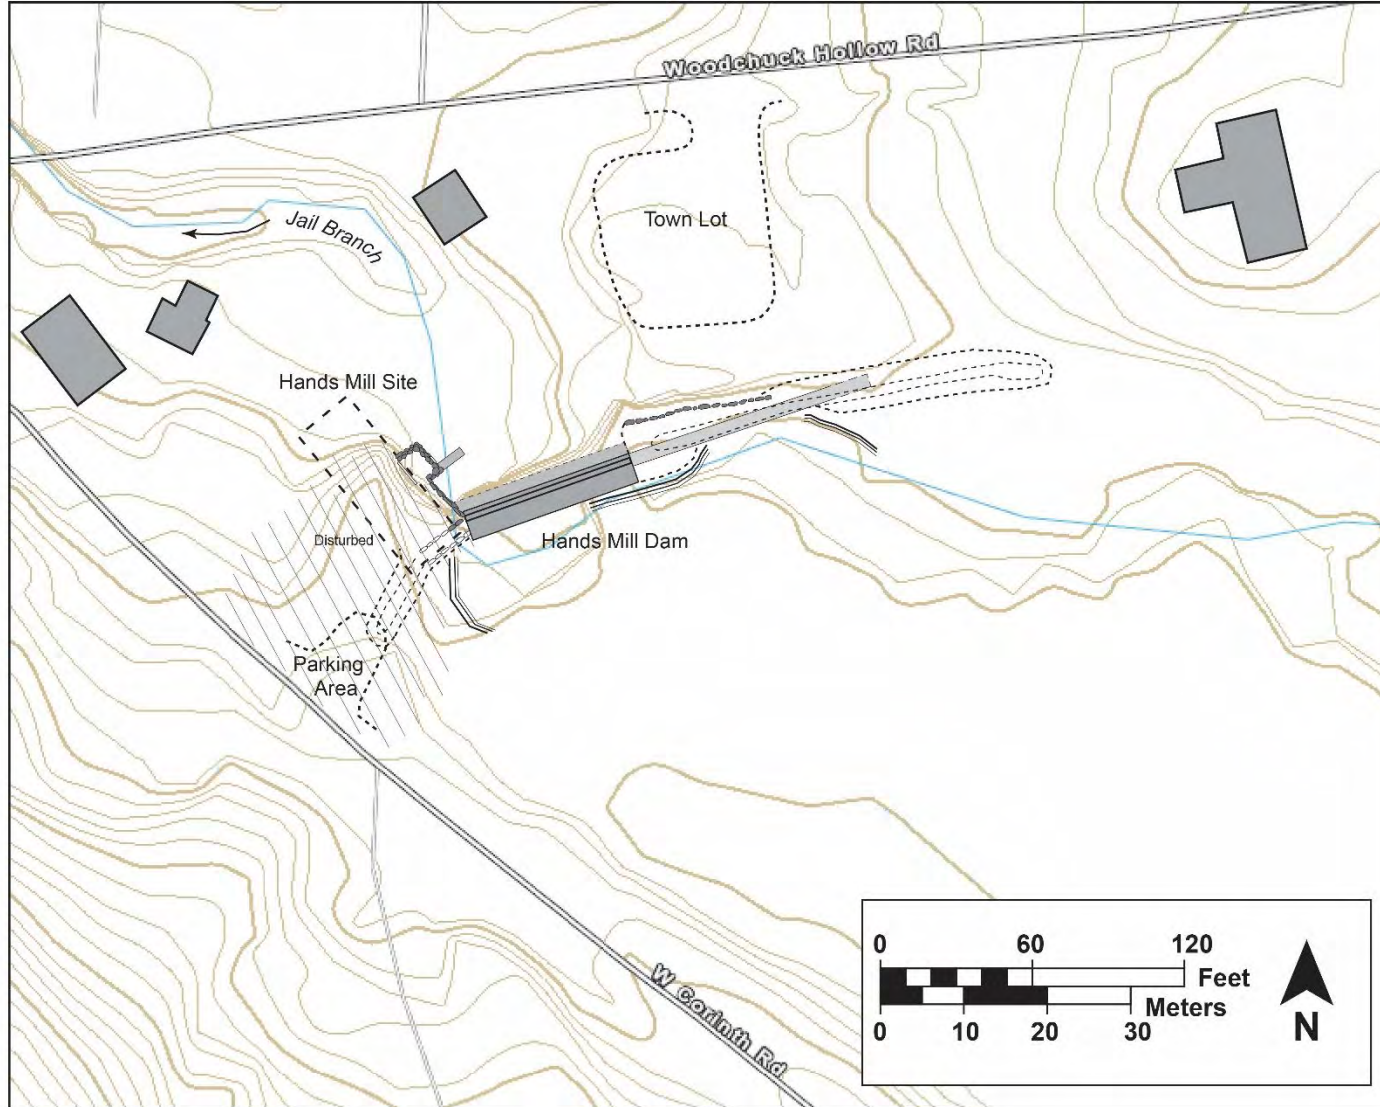 Woodchuck Hollow Rd
Jail Branch
Town Lot
Hands Mill Site
Disturbed
Hands Mill Dam
Parking
Area
W Corinth Rd
0 60 120
Feet
Meters
0 10 20 30
N